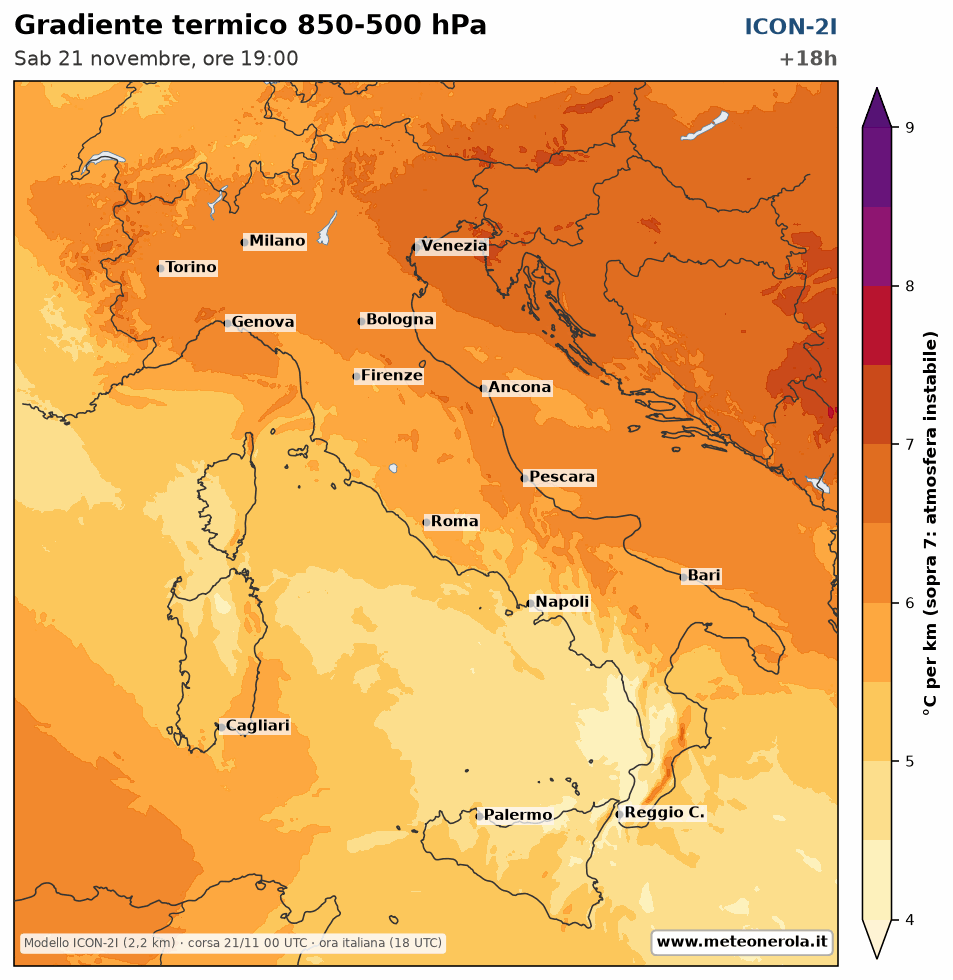 Gradiente termico 850-500 hPa
ICON-2I
Sab 21 novembre, ore 19:00
+18h
9
8
7
6
5
4
°C per km (sopra 7: atmosfera instabile)
Milano
Venezia
Torino
Genova
Bologna
Firenze
Ancona
Pescara
Roma
Bari
Napoli
Cagliari
Palermo
Reggio C.
Modello ICON-2I (2,2 km) · corsa 21/11 00 UTC · ora italiana (18 UTC)
www.meteonerola.it